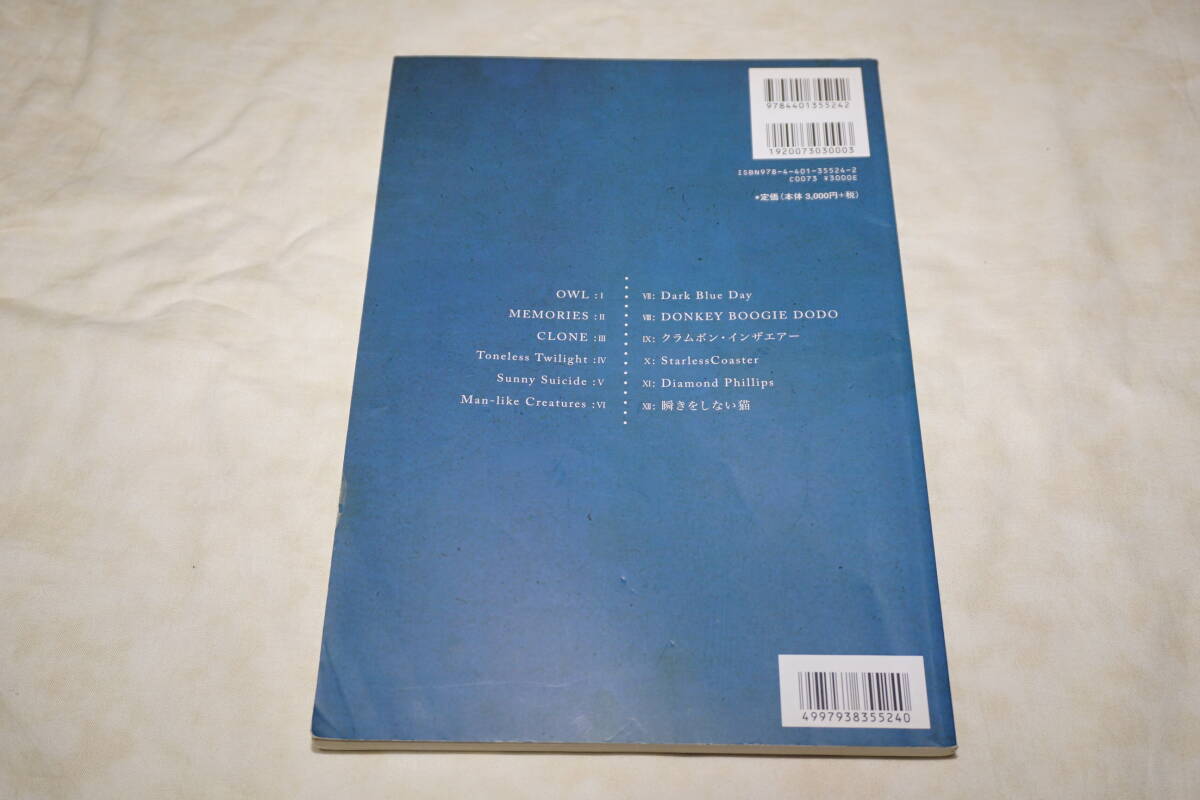 9784401355242
1920073030003
ISBN978-4-401-35524-2
C0073 ¥3000E
*定価(本体 3,000円+税)
OWL :I
MEMORIES :II
CLONE :III
Toneless Twilight :IV
Sunny Suicide :V
Man-like Creatures :VI
VII: Dark Blue Day
VIII: DONKEY BOOGIE DODO
IX: クラムボン・インザエアー
X: StarlessCoaster
XI: Diamond Phillips
XII: 瞬きをしない猫
4997938355240